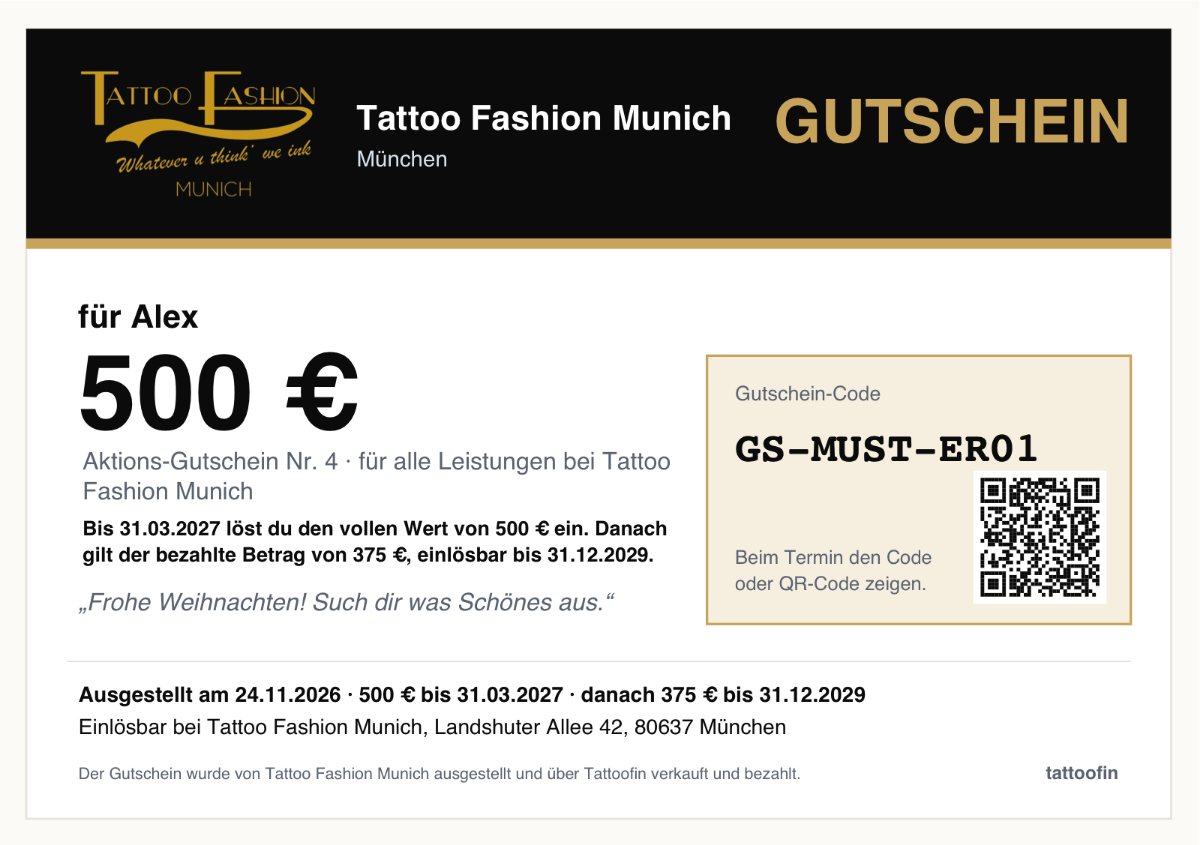 TATTOO FASHION
Whatever u think' we ink
MUNICH
Tattoo Fashion Munich
München
GUTSCHEIN
für Alex
500 €
Aktions-Gutschein Nr. 4 · für alle Leistungen bei Tattoo
Fashion Munich
Bis 31.03.2027 löst du den vollen Wert von 500 € ein. Danach
gilt der bezahlte Betrag von 375 €, einlösbar bis 31.12.2029.
„Frohe Weihnachten! Such dir was Schönes aus.“
Gutschein-Code
GS-MUST-ER01
Beim Termin den Code
oder QR-Code zeigen.
Ausgestellt am 24.11.2026 · 500 € bis 31.03.2027 · danach 375 € bis 31.12.2029
Einlösbar bei Tattoo Fashion Munich, Landshuter Allee 42, 80637 München
Der Gutschein wurde von Tattoo Fashion Munich ausgestellt und über Tattoofin verkauft und bezahlt.
tattoofin